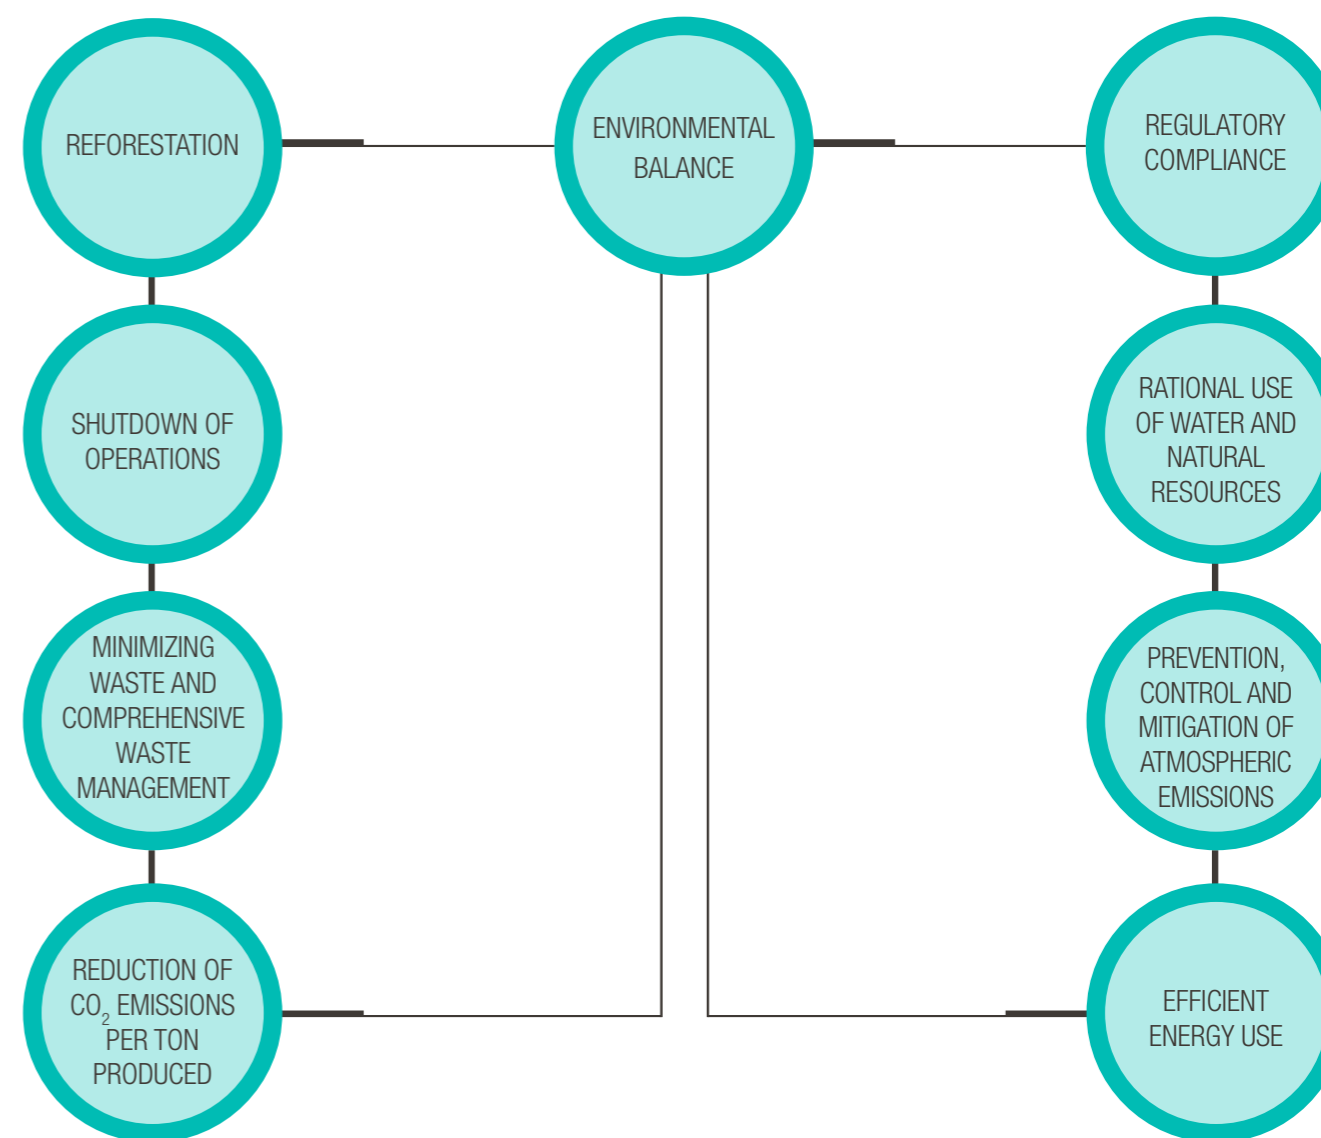 REFORESTATION
ENVIRONMENTAL
BALANCE
REGULATORY
COMPLIANCE
SHUTDOWN OF
OPERATIONS
RATIONAL USE
OF WATER AND
NATURAL
RESOURCES
MINIMIZING
WASTE AND
COMPREHENSIVE
WASTE
MANAGEMENT
PREVENTION,
CONTROL AND
MITIGATION OF
ATMOSPHERIC
EMISSIONS
REDUCTION OF
CO₂ EMISSIONS
PER TON
PRODUCED
EFFICIENT
ENERGY USE